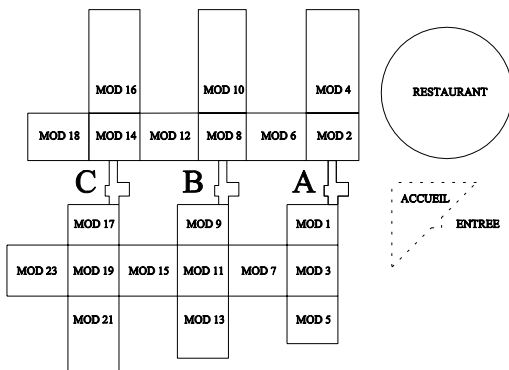 MOD 16
MOD 10
MOD 4
RESTAURANT
MOD 18
MOD 14
MOD 12
MOD 8
MOD 6
MOD 2
C
B
A
ACCUEIL
ENTREE
MOD 17
MOD 9
MOD 1
MOD 23
MOD 19
MOD 15
MOD 11
MOD 7
MOD 3
MOD 21
MOD 13
MOD 5